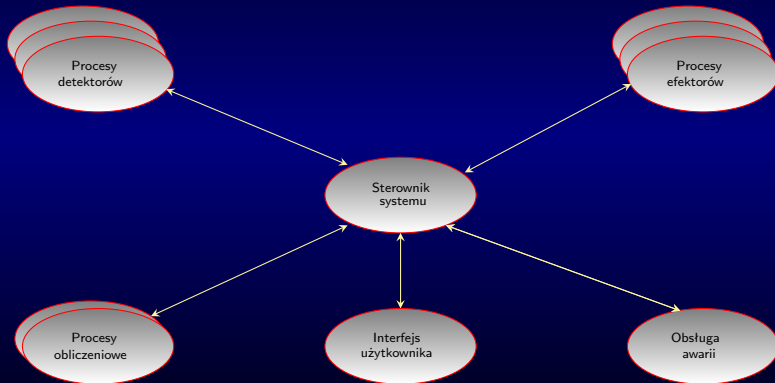 Procesy
detektorów
Procesy
efektorów
Sterownik
systemu
Procesy
obliczeniowe
Interfejs
użytkownika
Obsługa
awarii